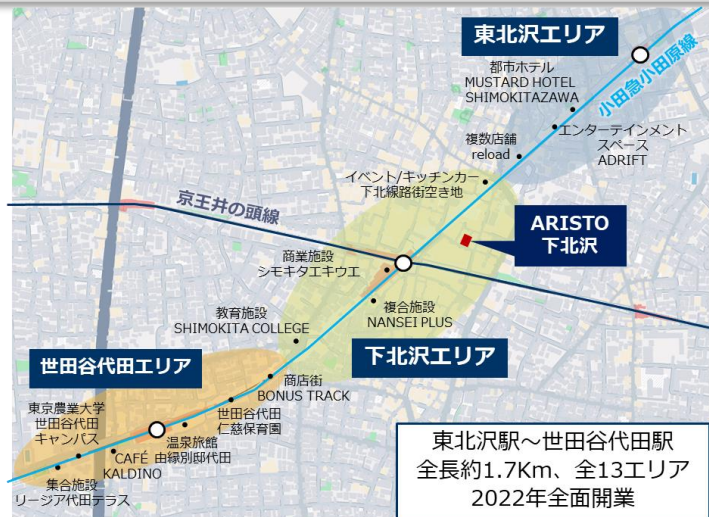 東北沢エリア
小田急小田原線
都市ホテル
MUSTARD HOTEL
SHIMOKITAZAWA
エンターテインメント
スペース
ADRIFT
複数店舗
reload
イベント/キッチンカー
下北線路街空き地
京王井の頭線
ARISTO
下北沢
商業施設
シモキタエキウエ
複合施設
NANSEI PLUS
教育施設
SHIMOKITA COLLEGE
下北沢エリア
世田谷代田エリア
商店街
BONUS TRACK
東京農業大学
世田谷代田
キャンパス
世田谷代田
仁慈保育園
温泉旅館
由縁別邸代田
CAFÉ
KALDINO
集合施設
リージア代田テラス
東北沢駅~世田谷代田駅
全長約1.7Km、全13エリア
2022年全面開業